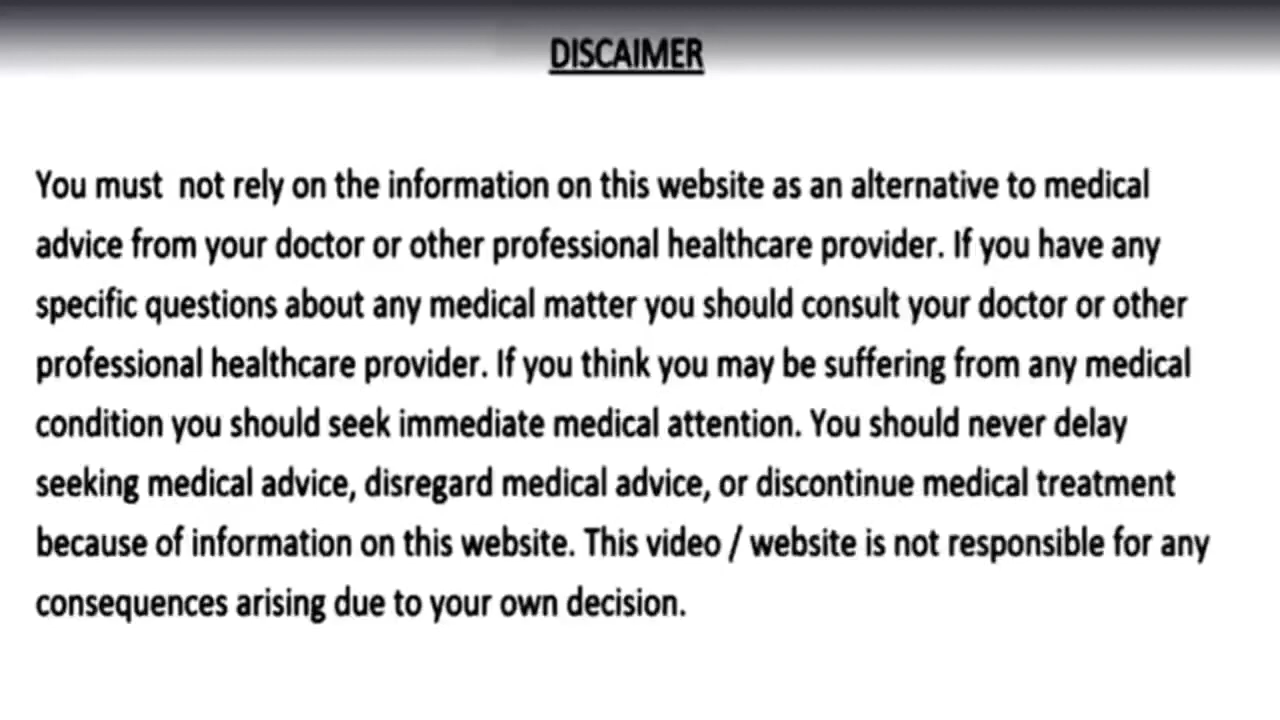 DISCAIMER
You must  not rely on the information on this website as an alternative to medical
advice from your doctor or other professional healthcare provider. If you have any
specific questions about any medical matter you should consult your doctor or other
professional healthcare provider. If you think you may be suffering from any medical
condition you should seek immediate medical attention. You should never delay
seeking medical advice, disregard medical advice, or discontinue medical treatment
because of information on this website. This video / website is not responsible for any
consequences arising due to your own decision.